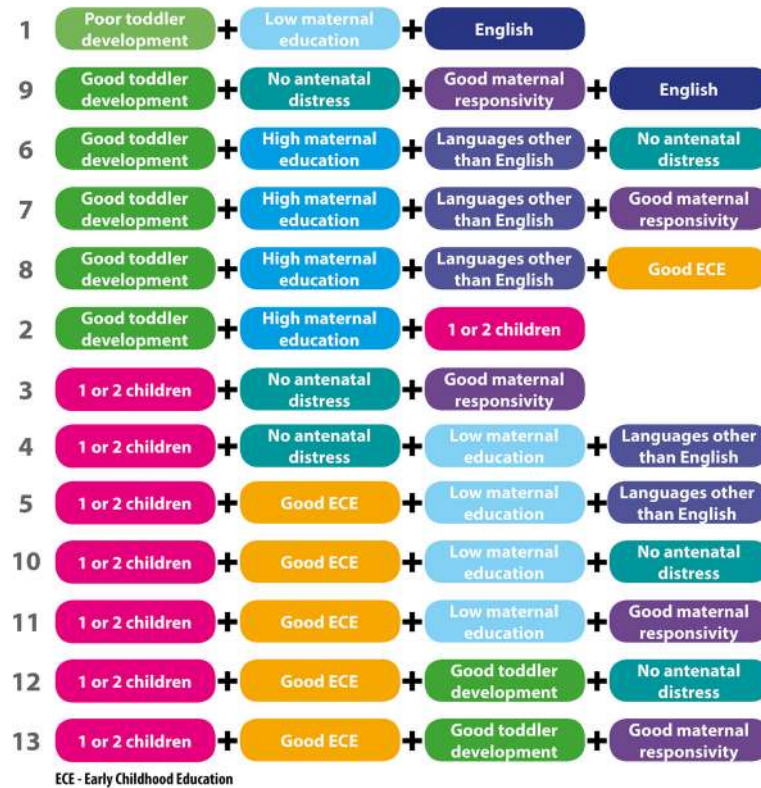 1 Poor toddler development + Low maternal education + English
9 Good toddler development + No antenatal distress + Good maternal responsivity + English
6 Good toddler development + High maternal education + Languages other than English + No antenatal distress
7 Good toddler development + High maternal education + Languages other than English + Good maternal responsivity
8 Good toddler development + High maternal education + Languages other than English + Good ECE
2 Good toddler development + High maternal education + 1 or 2 children
3 1 or 2 children + No antenatal distress + Good maternal responsivity
4 1 or 2 children + No antenatal distress + Low maternal education + Languages other than English
5 1 or 2 children + Good ECE + Low maternal education + Languages other than English
10 1 or 2 children + Good ECE + Low maternal education + No antenatal distress
11 1 or 2 children + Good ECE + Low maternal education + Good maternal responsivity
12 1 or 2 children + Good ECE + Good toddler development + No antenatal distress
13 1 or 2 children + Good ECE + Good toddler development + Good maternal responsivity
ECE - Early Childhood Education